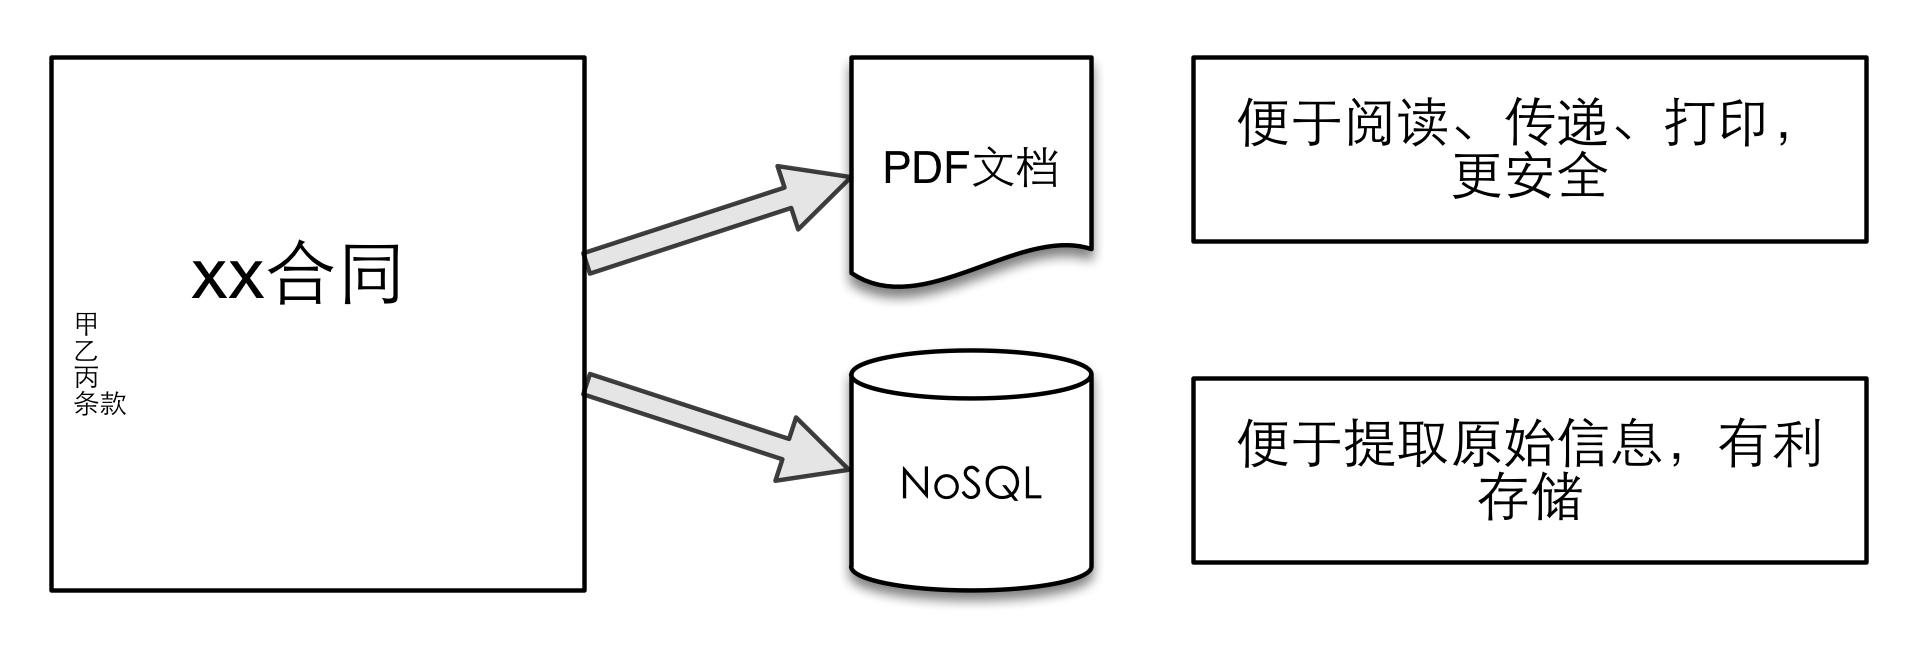 xx合同
甲
乙
丙
条款
PDF文档
便于阅读、传递、打印，
更安全
NoSQL
便于提取原始信息，有利
存储